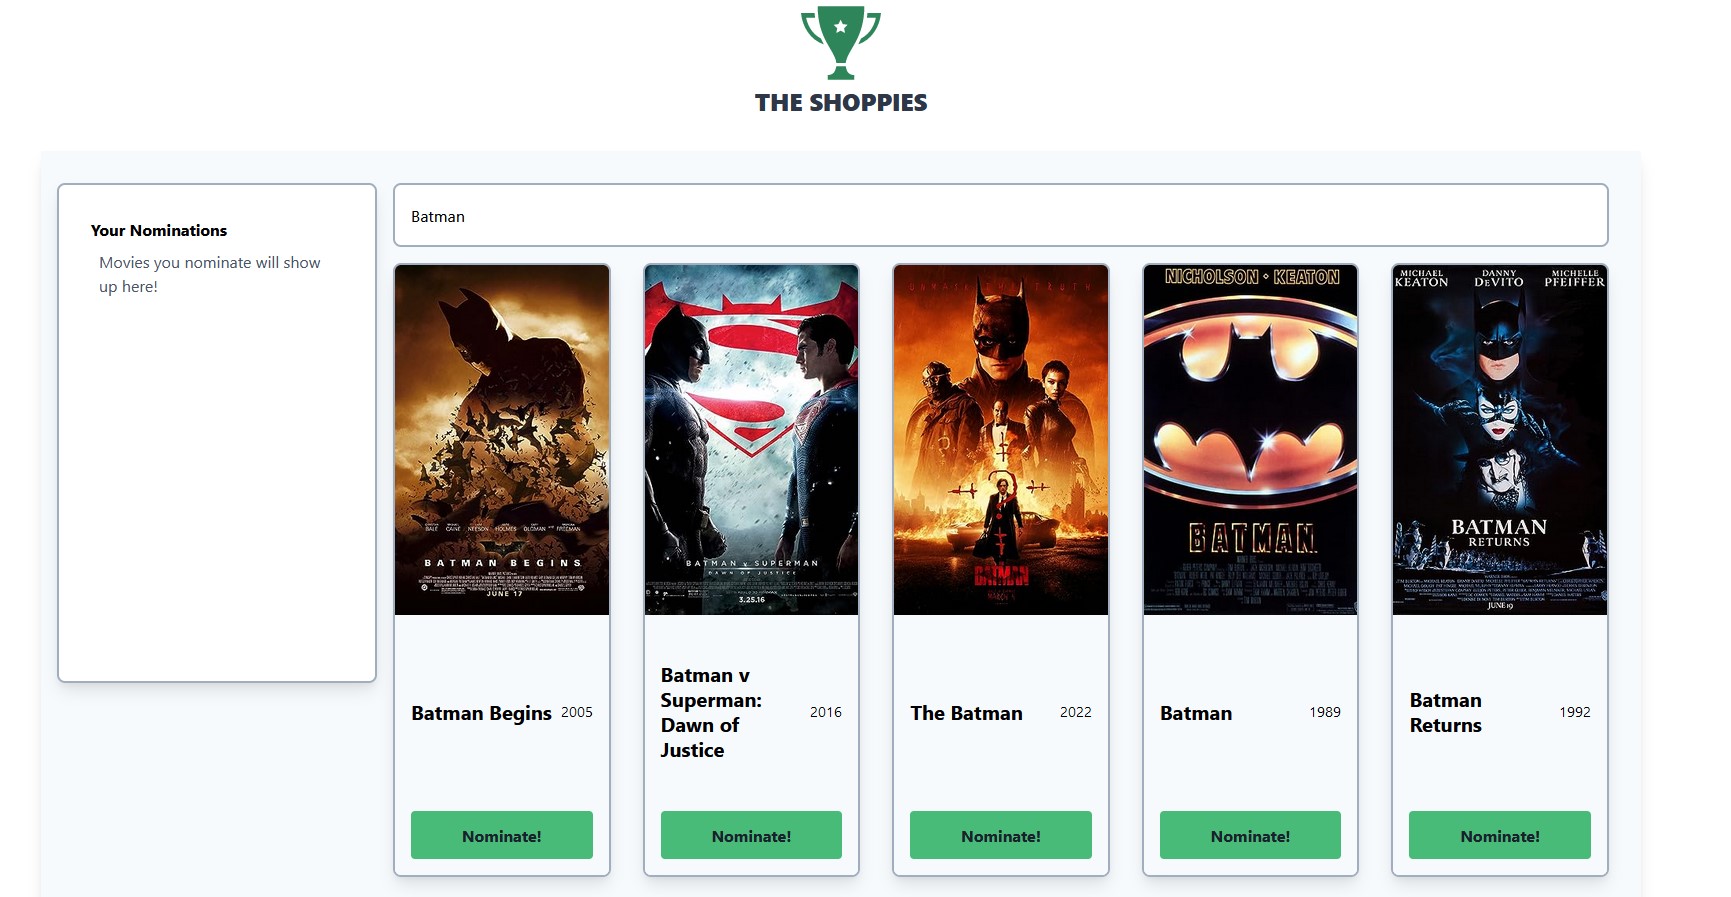 THE SHOPPIES
Your Nominations
Movies you nominate will show
up here!
Batman
BATMAN BEGINS
JUNE 17
Batman Begins 2005
Nominate!
BATMAN v SUPERMAN
DAWN OF JUSTICE
3.25.16
Batman v
Superman:
Dawn of
Justice
2016
Nominate!
UNMASK THE TRUTH
THE
BATMAN
The Batman 2022
Nominate!
NICHOLSON KEATON
BATMAN
Batman 1989
Nominate!
MICHAEL KEATON
DANNY DEVITO
MICHELLE PFEIFFER
BATMAN
RETURNS
JUNE 19
Batman
Returns
1992
Nominate!